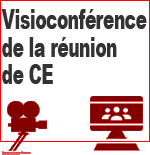 Visioconférence
de la réunion
de CE